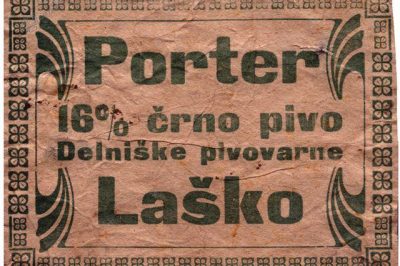 Porter
16% črno pivo
Delniške pivovarne
Laško